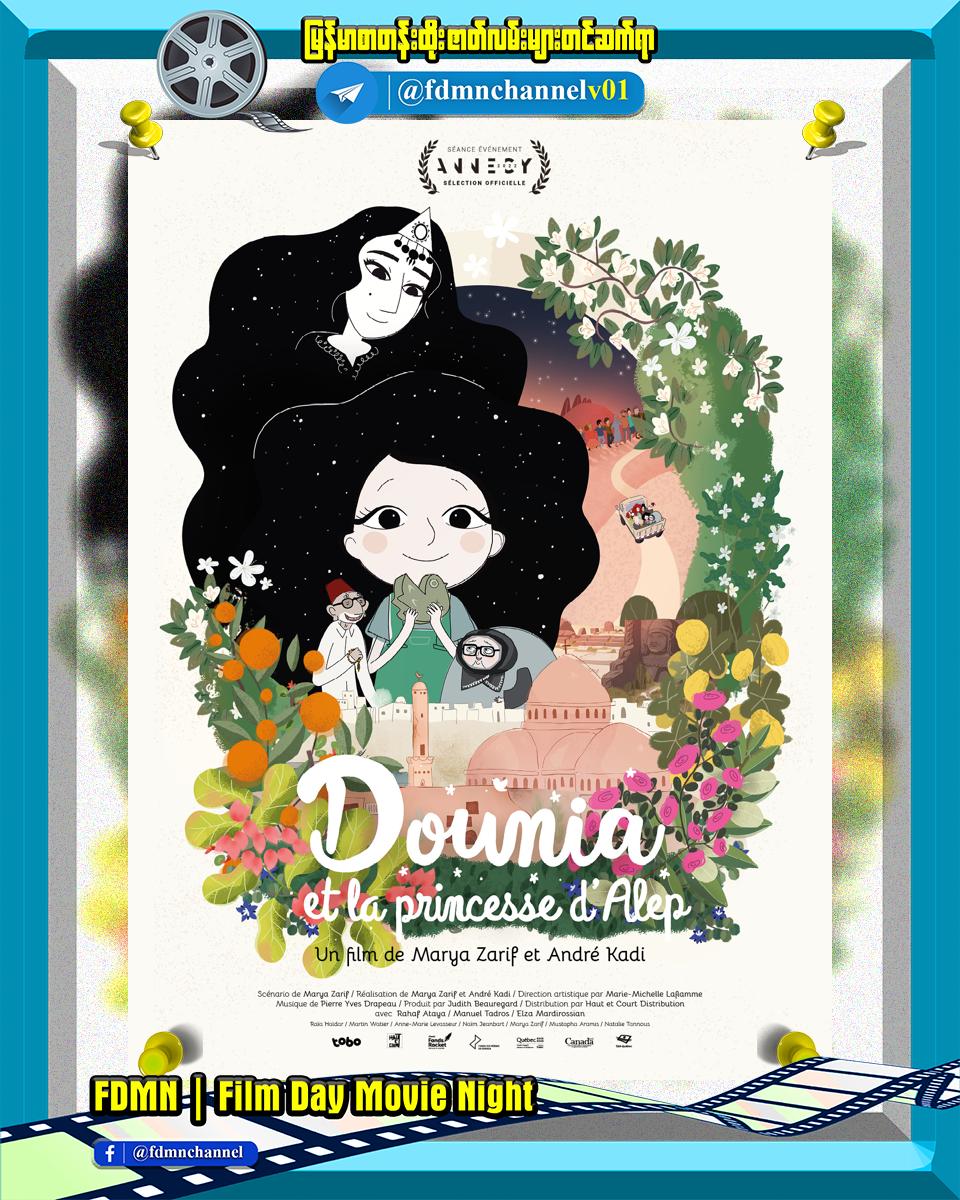 မြန်မာစာတန်းထိုးဇာတ်လမ်းများတင်ဆက်ရာ
@fdmnchannelv01
SÉANCE ÉVÉNEMENT
ANNECY
2022
SÉLECTION OFFICIELLE
Dounia
et la princesse d'Alep
Un film de Marya Zarif et André Kadi
Scénario de Marya Zarif / Réalisation de Marya Zarif et André Kadi / Direction artistique par Marie-Michelle Laflamme
Musique de Pierre Yves Drapeau / Produit par Judith Beauregard / Distribution par Haut et Court Distribution
avec Rahaf Ataya / Manuel Tadros / Elza Mardirossian
Raïa Haidar / Martin Watier / Anne-Marie Levasseur / Naïm Jeanbart / Marya Zarif / Mustapha Aramis / Natalie Tannous
tobo
Québec
Canada
FDMN | Film Day Movie Night
@fdmnchannel